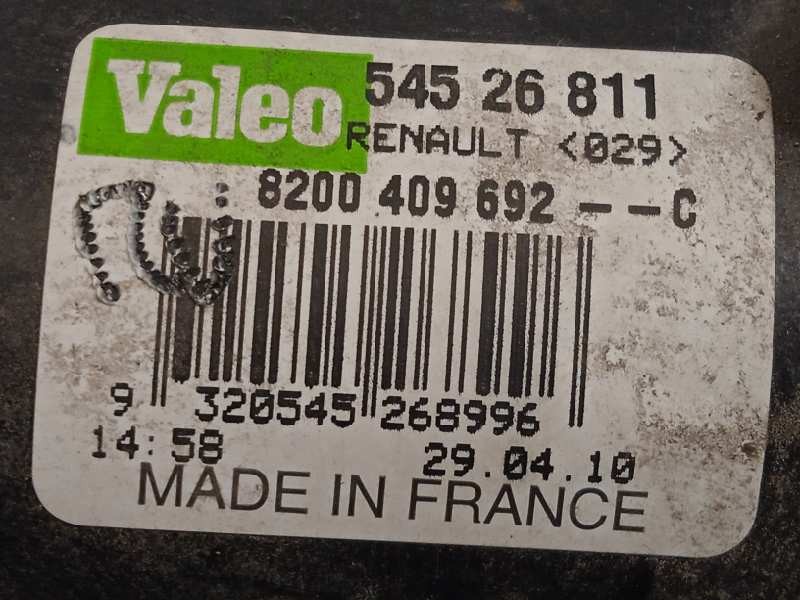 Valeo 545 26 811
RENAULT <029>
8200 409 692 --C
9 320545 268996
14:58 29.04.10
MADE IN FRANCE